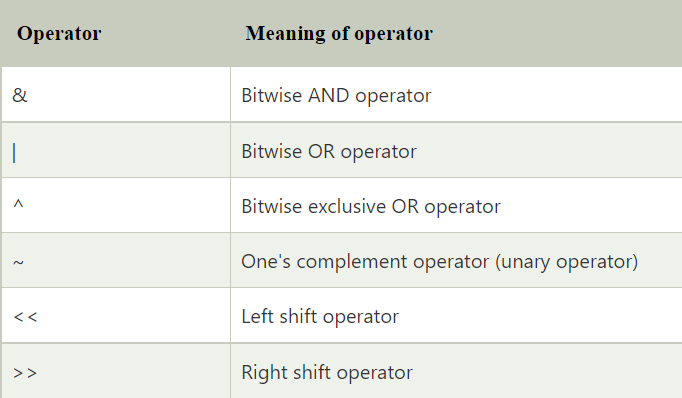 Operator Meaning of operator
& Bitwise AND operator
| Bitwise OR operator
^ Bitwise exclusive OR operator
~ One's complement operator (unary operator)
<< Left shift operator
>> Right shift operator